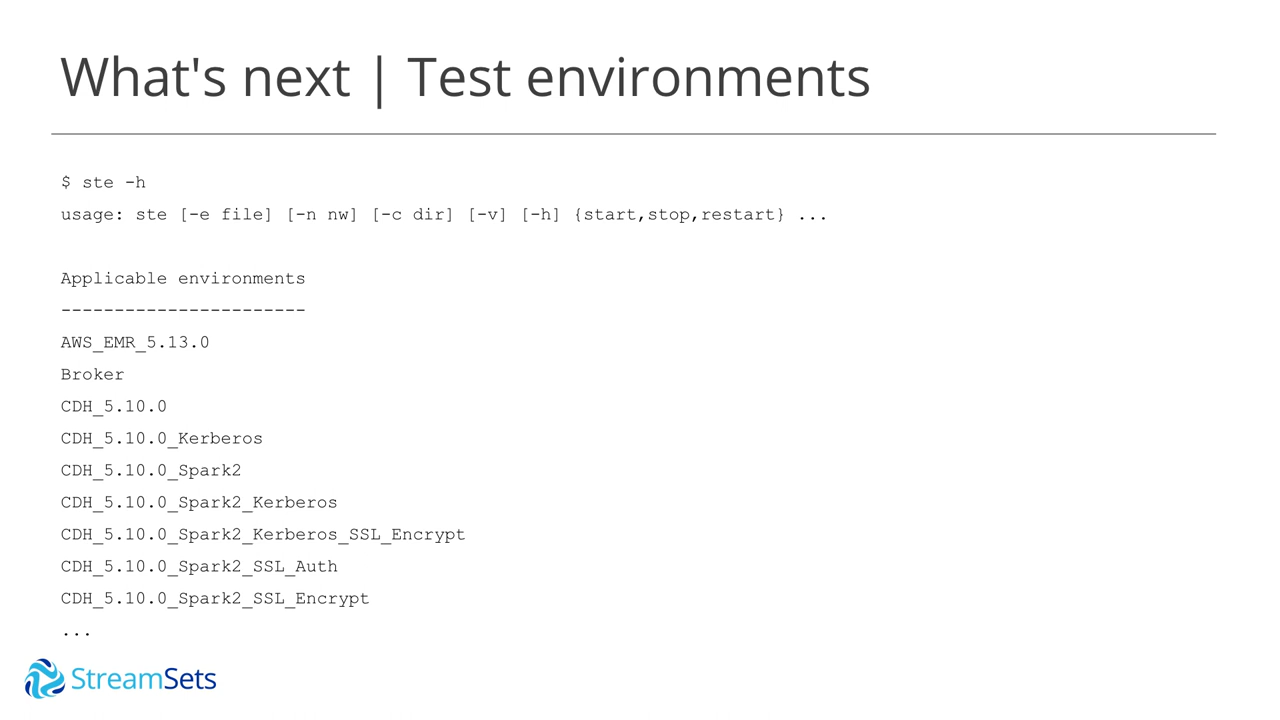 What's next | Test environments
$ ste -h
usage: ste [-e file] [-n nw] [-c dir] [-v] [-h] {start,stop,restart} ...
Applicable environments
-----------------------
AWS_EMR_5.13.0
Broker
CDH_5.10.0
CDH_5.10.0_Kerberos
CDH_5.10.0_Spark2
CDH_5.10.0_Spark2_Kerberos
CDH_5.10.0_Spark2_Kerberos_SSL_Encrypt
CDH_5.10.0_Spark2_SSL_Auth
CDH_5.10.0_Spark2_SSL_Encrypt
...
StreamSets